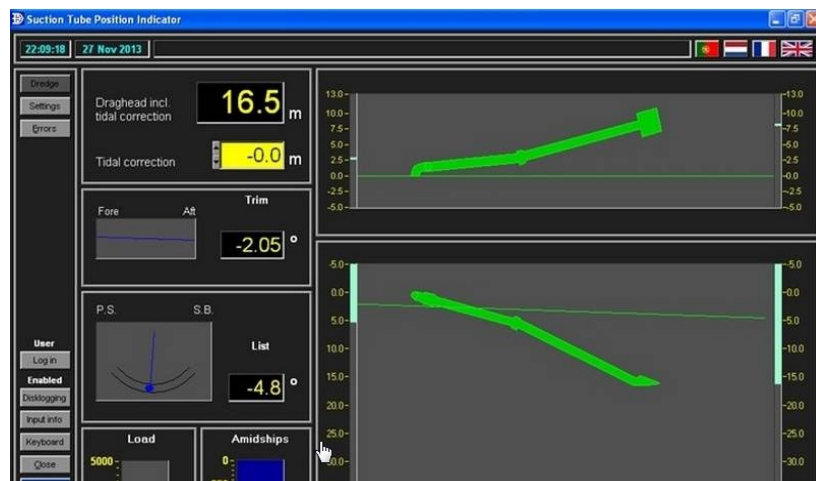 Suction Tube Position Indicator
22:09:18 27 Nov 2013
Dredge
Settings
Errors
User
Log in
Enabled
Disklogging
Input info
Keyboard
Close
Draghead incl.
tidal correction
16.5 m
Tidal correction
-0.0 m
Trim
Fore Aft
-2.05 °
P.S. S.B.
List
-4.8 °
Load
5000
Amidships
0
13.0 13.0
10.0 10.0
7.5 7.5
5.0 5.0
2.5 2.5
0.0 0.0
-2.5 -2.5
-5.0 -5.0
-5.0 -5.0
0.0 0.0
5.0 5.0
10.0 10.0
15.0 15.0
20.0 20.0
25.0 25.0
30.0 30.0